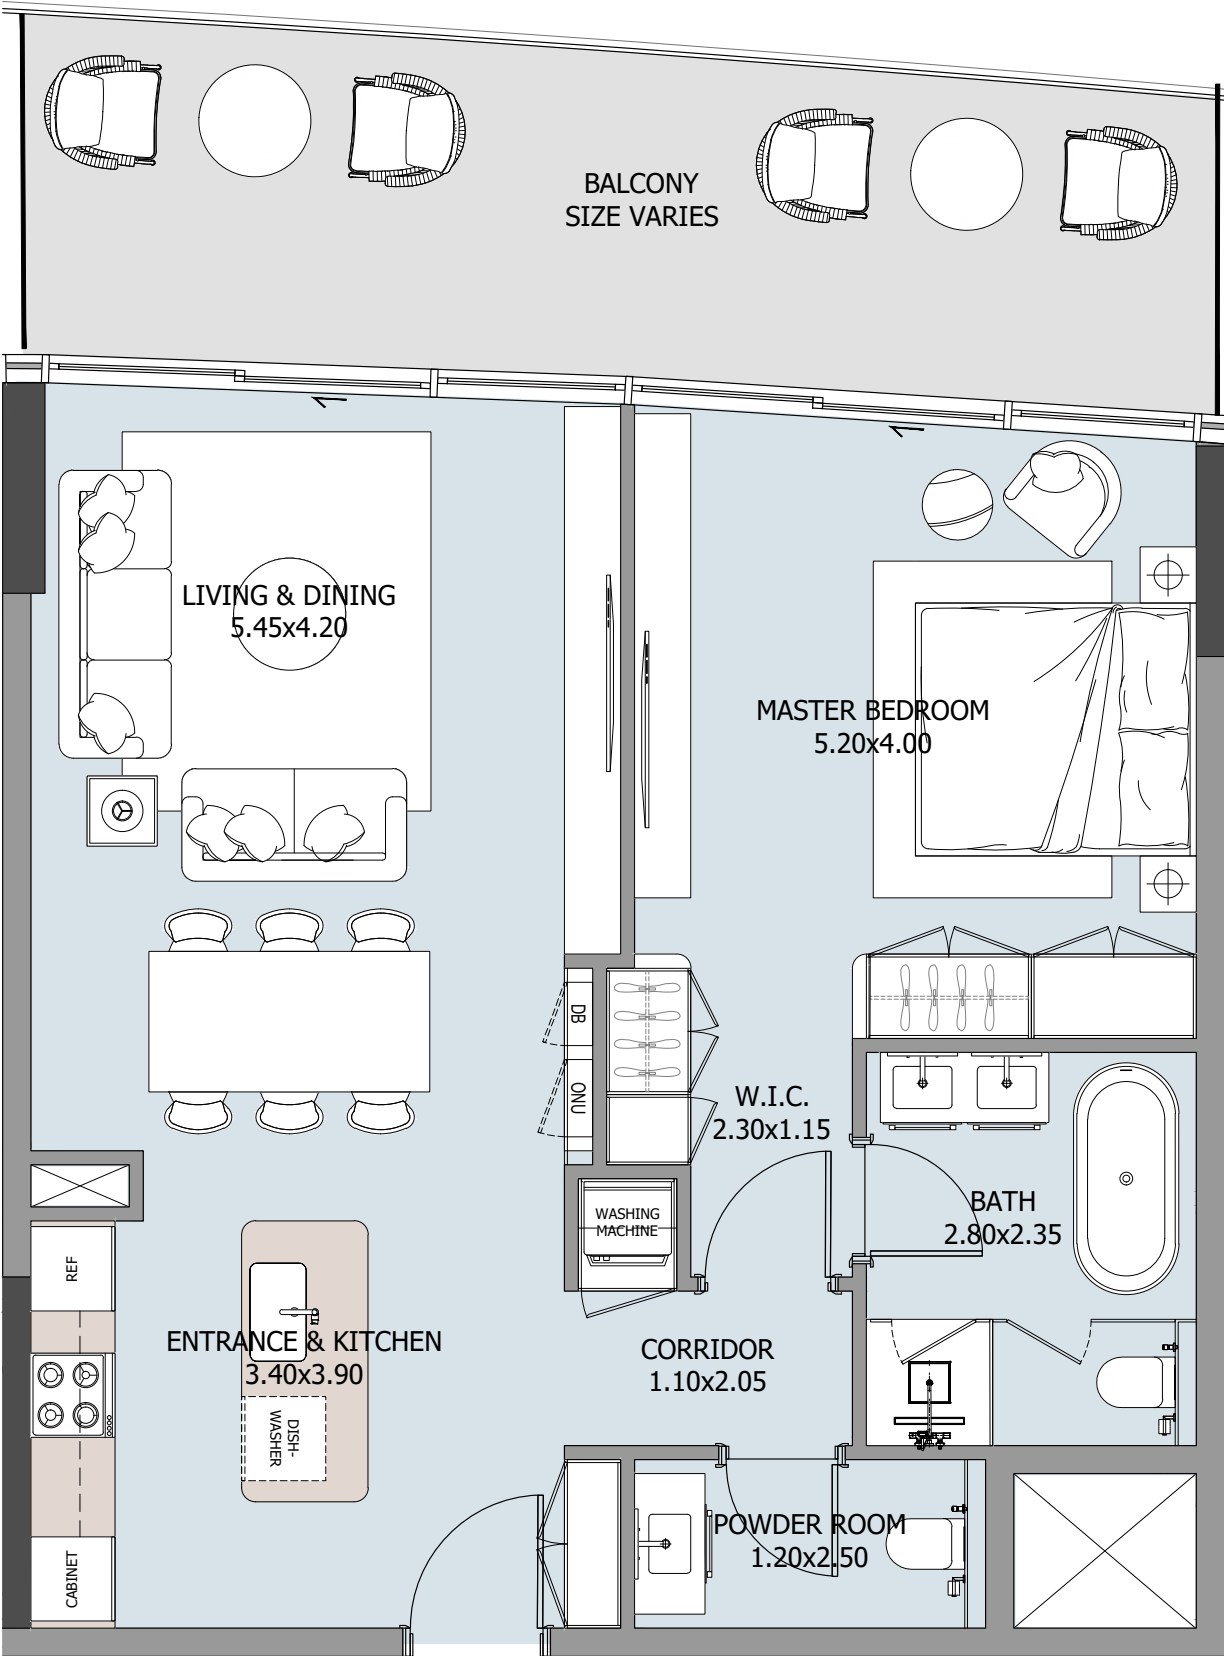 BALCONY
SIZE VARIES
LIVING & DINING
5.45x4.20
MASTER BEDROOM
5.20x4.00
DB
ONU
W.I.C.
2.30x1.15
WASHING
MACHINE
BATH
2.80x2.35
REF
ENTRANCE & KITCHEN
3.40x3.90
CORRIDOR
1.10x2.05
DISH-
WASHER
POWDER ROOM
1.20x2.50
CABINET